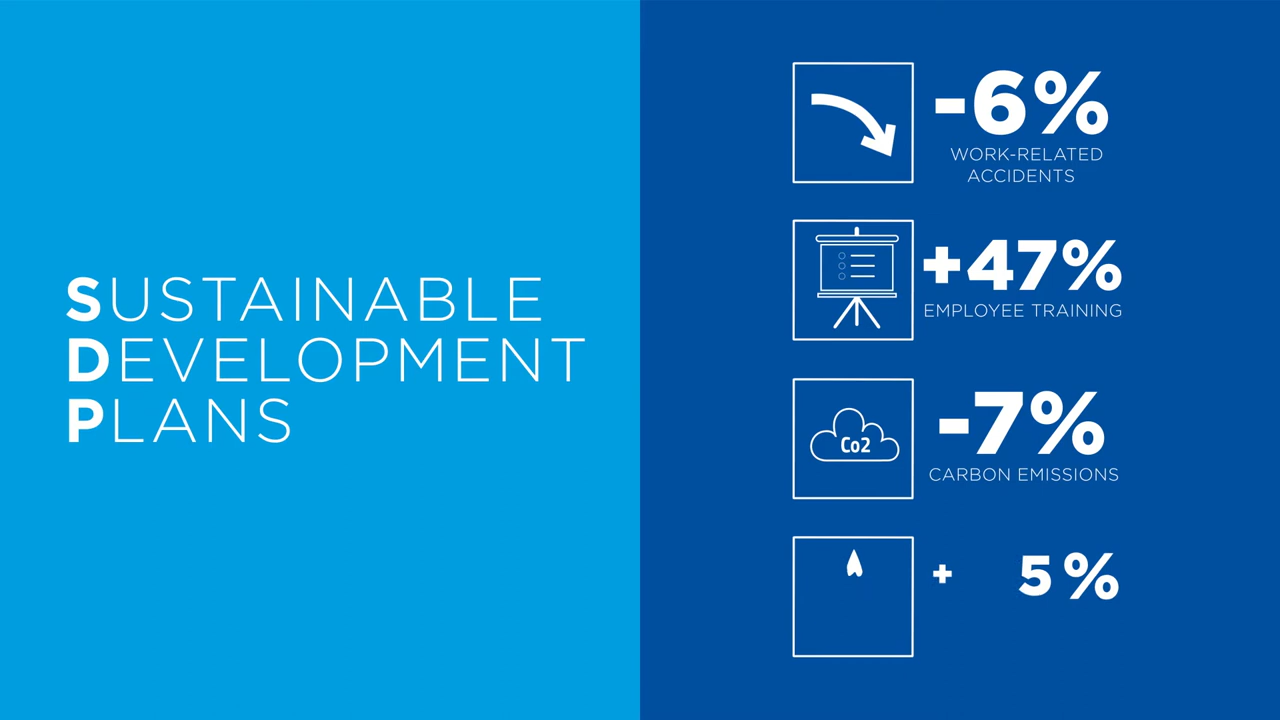 SUSTAINABLE
DEVELOPMENT
PLANS
-6%
WORK-RELATED
ACCIDENTS
+47%
EMPLOYEE TRAINING
Co2
-7%
CARBON EMISSIONS
+ 5%